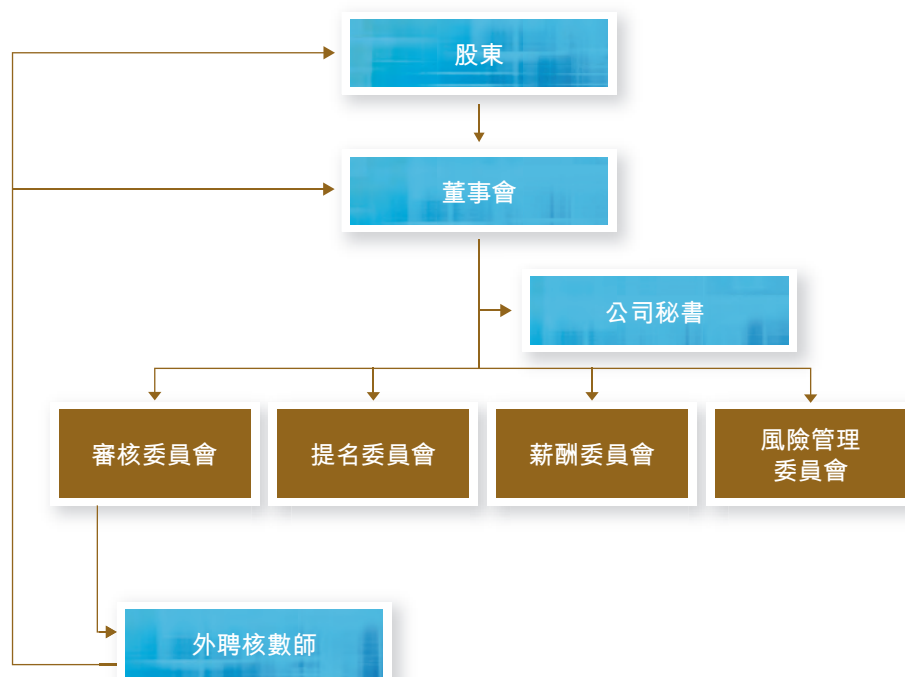 股東
董事會
公司秘書
審核委員會
提名委員會
薪酬委員會
風險管理
委員會
外聘核數師